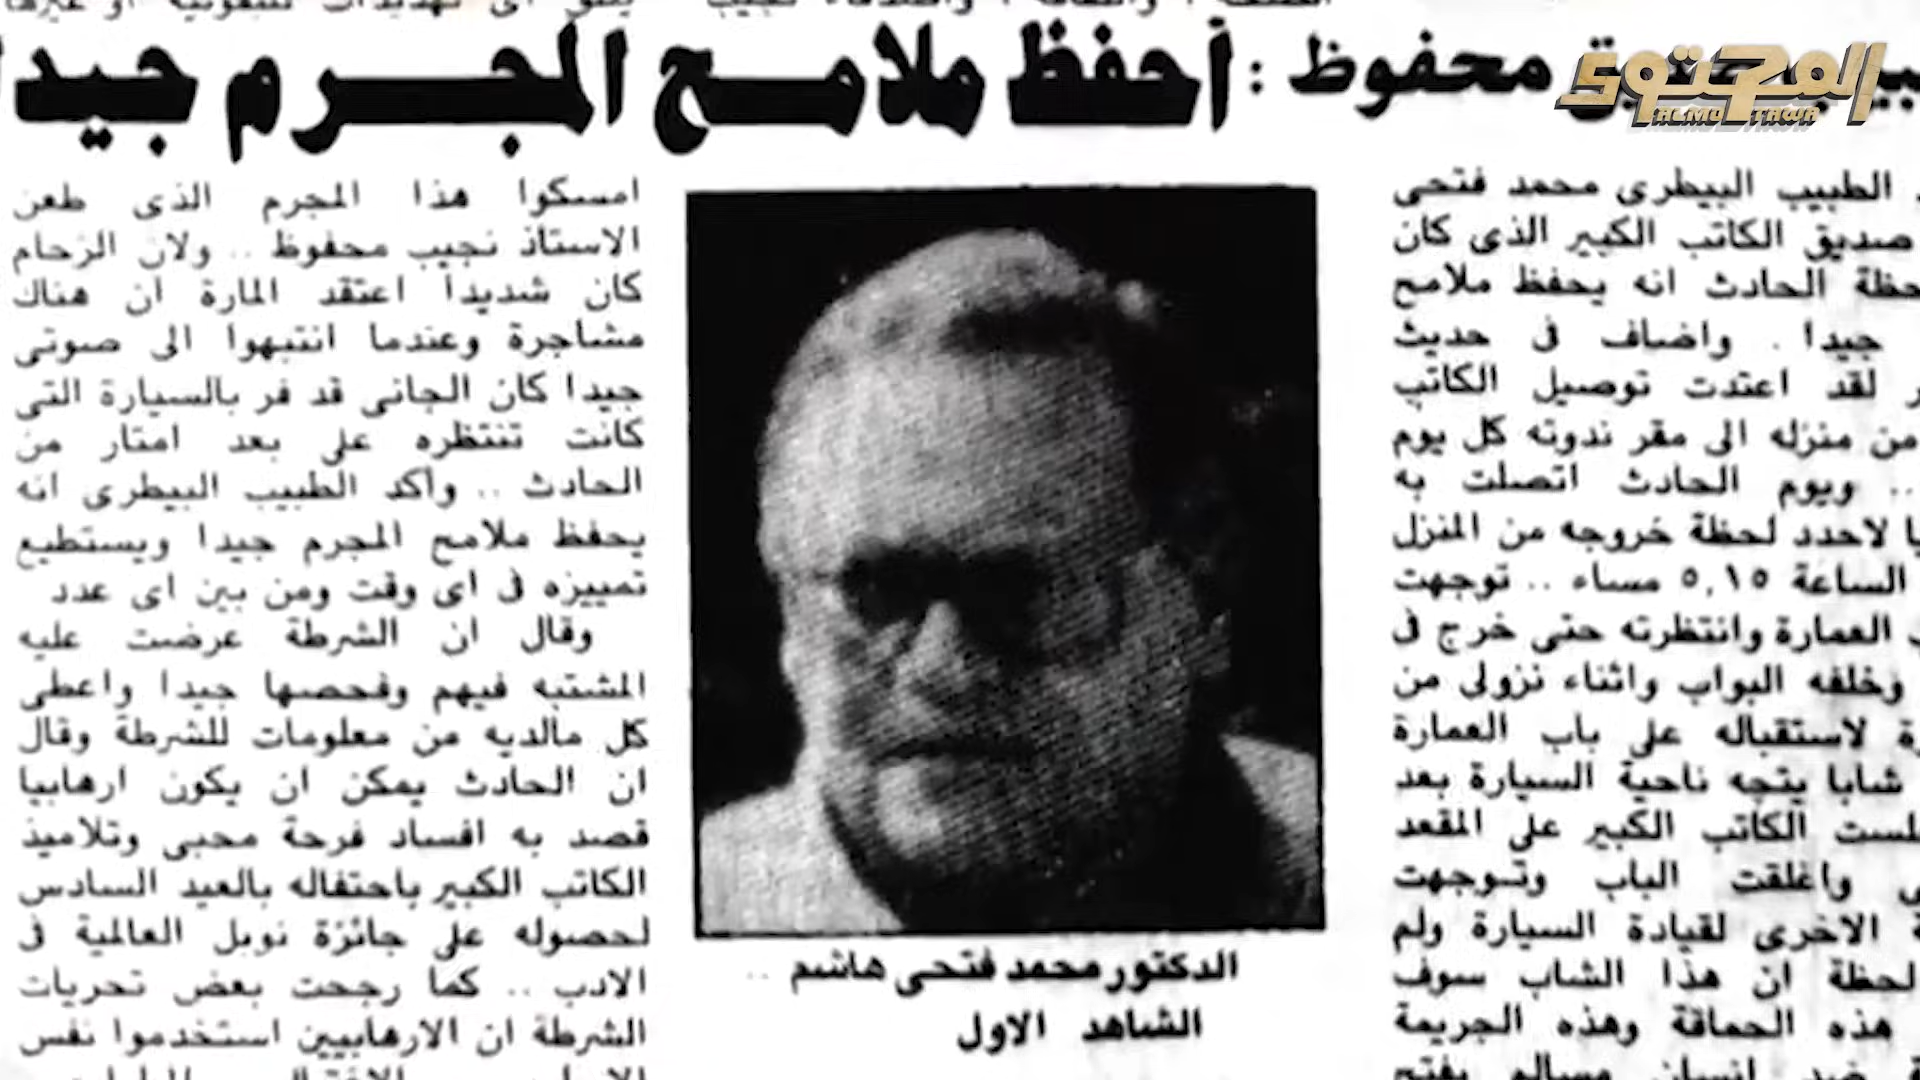 محفوظ : أحفظ ملامح المجرم جيدا
المحتوى
ALMUHTAWA
الطبيب البيطرى محمد فتحى
صديق الكاتب الكبير الذى كان
الحادث انه يحفظ ملامح
جيدا . واضاف فى حديث
لقد اعتدت توصيل الكاتب
من منزله الى مقر ندوته كل يوم
.. ويوم الحادث اتصلت به
لاحدد لحظة خروجه من المنزل
الساعة ٥,١٥ مساء .. توجهت
العمارة وانتظرته حتى خرج فى
وخلفه البواب واثناء نزولى من
لاستقباله على باب العمارة
شابا يتجه ناحية السيارة بعد
الكاتب الكبير على المقعد
واغلقت الباب وتوجهت
الاخرى لقيادة السيارة ولم
لحظة ان هذا الشاب سوف
هذه الحماقة وهذه الجريمة
ضد انسان مسالم يفتح
الدكتور محمد فتحى هاشم ..
الشاهد الاول
امسكوا هذا المجرم الذى طعن
الاستاذ نجيب محفوظ .. ولان الزحام
كان شديدا اعتقد المارة ان هناك
مشاجرة وعندما انتبهوا الى صوتى
جيدا كان الجانى قد فر بالسيارة التى
كانت تنتظره على بعد امتار من
الحادث .. وأكد الطبيب البيطرى انه
يحفظ ملامح المجرم جيدا ويستطيع
تمييزه فى اى وقت ومن بين اى عدد
وقال ان الشرطة عرضت عليه
المشتبه فيهم وفحصها جيدا واعطى
كل مالديه من معلومات للشرطة وقال
ان الحادث يمكن ان يكون ارهابيا
قصد به افساد فرحة محبى وتلاميذ
الكاتب الكبير باحتفاله بالعيد السادس
لحصوله على جائزة نوبل العالمية فى
الادب .. كما رجحت بعض تحريات
الشرطة ان الارهابيين استخدموا نفس